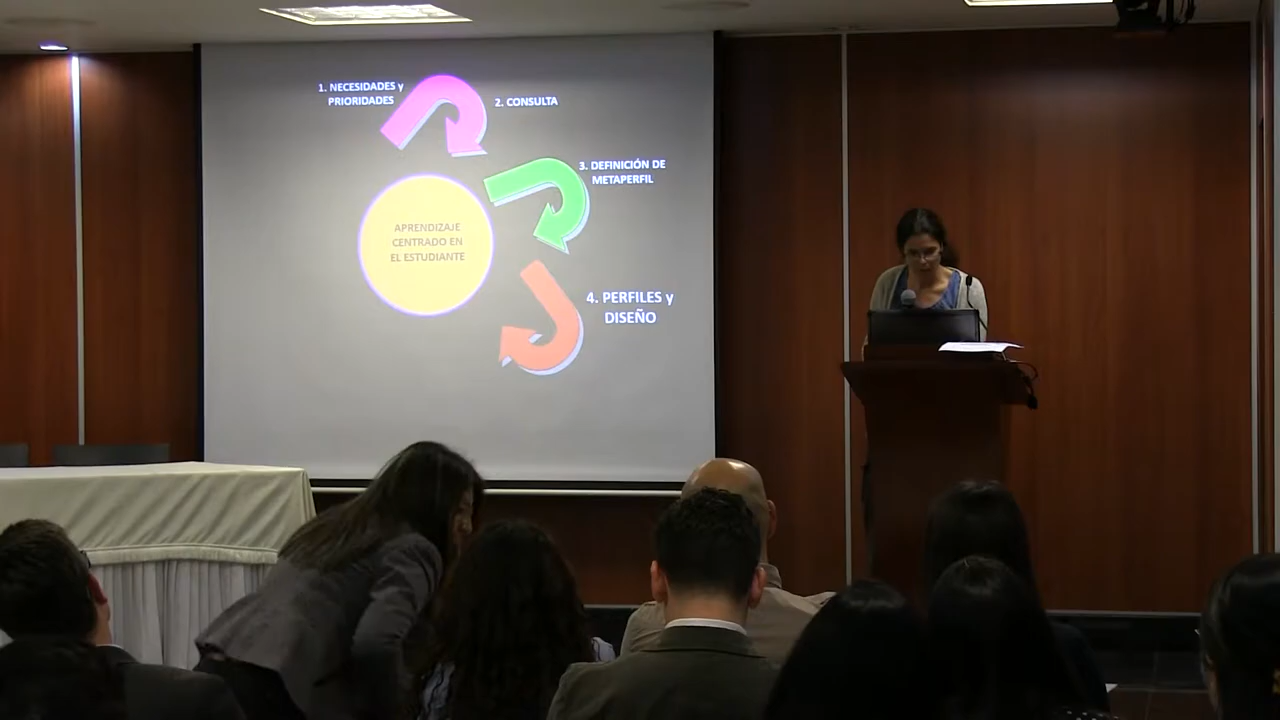 1. NECESIDADES y
PRIORIDADES
2. CONSULTA
3. DEFINICIÓN DE
METAPERFIL
APRENDIZAJE
CENTRADO EN
EL ESTUDIANTE
4. PERFILES y
DISEÑO